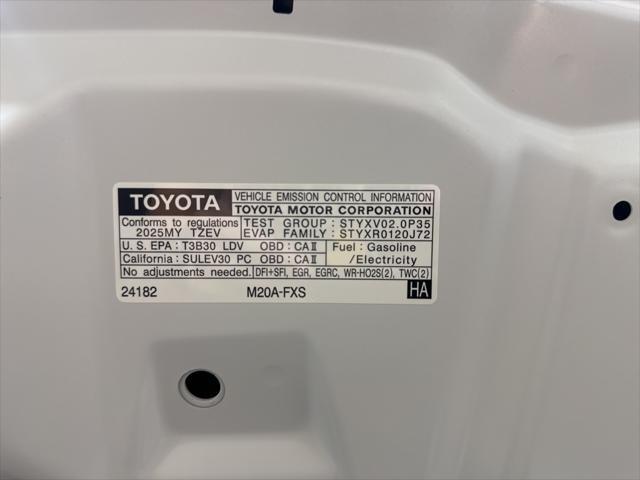 TOYOTA
VEHICLE EMISSION CONTROL INFORMATION
TOYOTA MOTOR CORPORATION
Conforms to regulations
2025MY TZEV
TEST GROUP : STYXV02.0P35
EVAP FAMILY : STYXR0120J72
U.S. EPA : T3B30 LDV OBD : CAⅡ
California : SULEV30 PC OBD : CAⅡ
Fuel : Gasoline
/Electricity
No adjustments needed.
DFI+SFI, EGR, EGRC, WR-HO2S(2), TWC(2)
24182 M20A-FXS HA